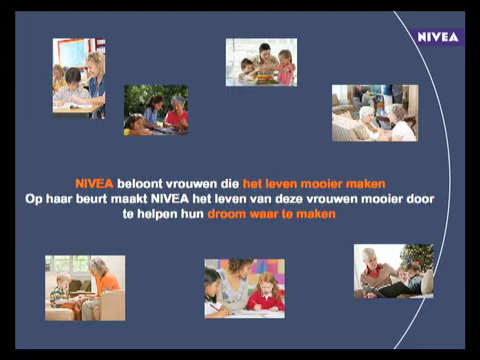 NIVEA
NIVEA beloont vrouwen die het leven mooier maken
Op haar beurt maakt NIVEA het leven van deze vrouwen mooier door
te helpen hun droom waar te maken